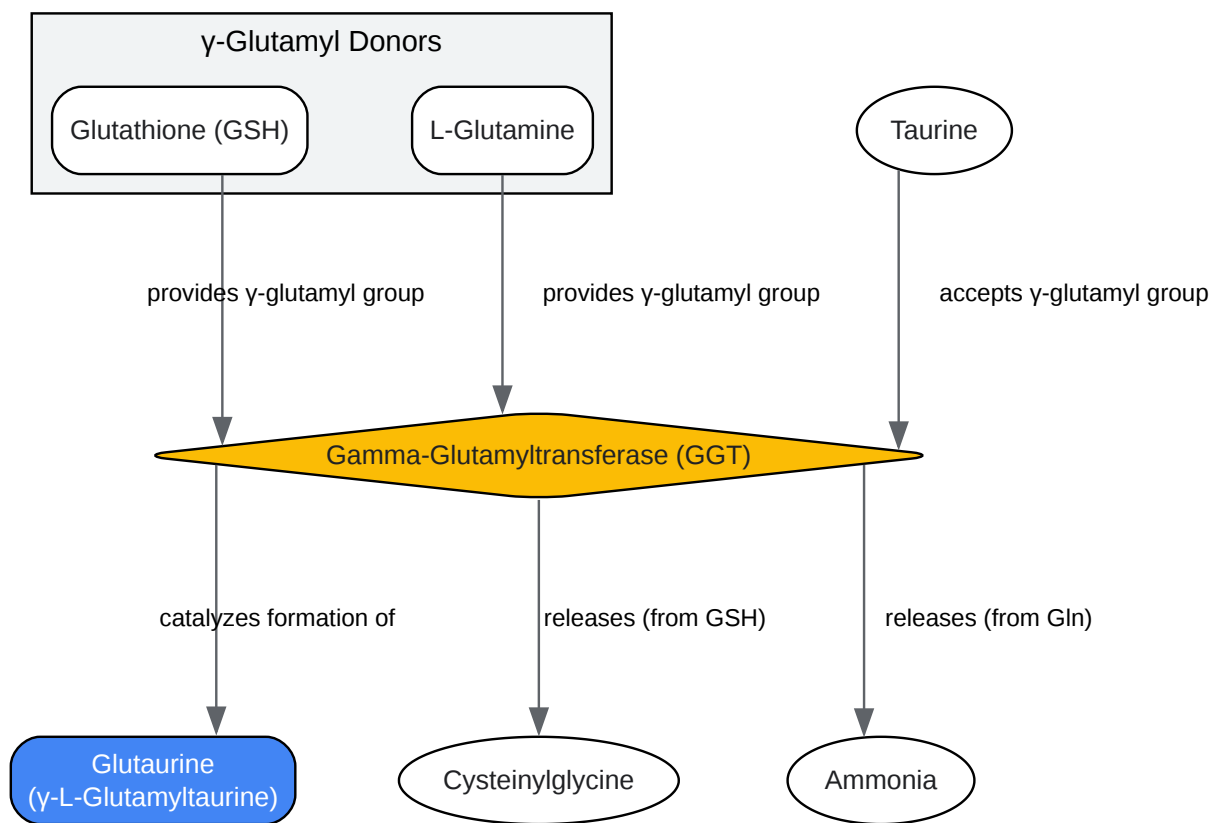 γ-Glutamyl Donors
Glutathione (GSH)
L-Glutamine
Taurine
provides γ-glutamyl group
provides γ-glutamyl group
accepts γ-glutamyl group
Gamma-Glutamyltransferase (GGT)
catalyzes formation of
releases (from GSH)
releases (from Gln)
Glutaurine
(γ-L-Glutamyltaurine)
Cysteinylglycine
Ammonia